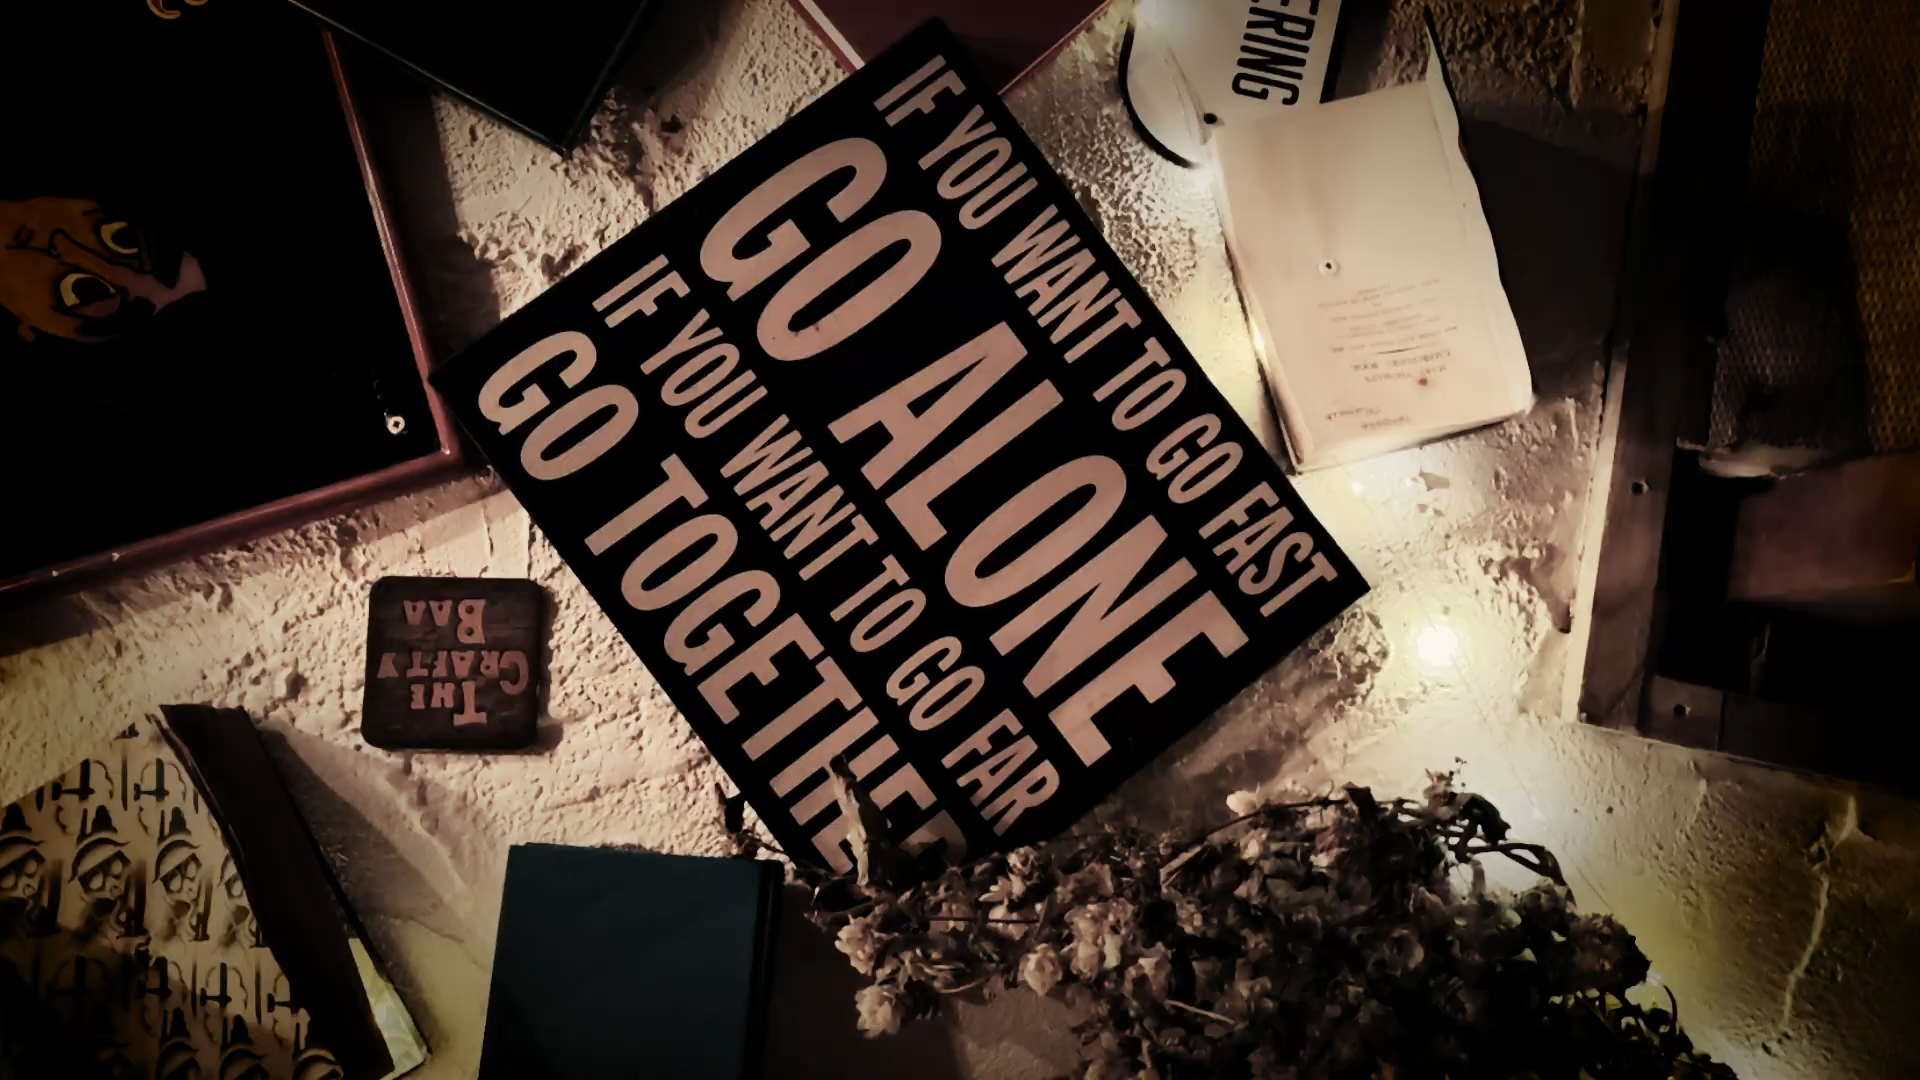 IF YOU WANT TO GO FAST
GO ALONE
IF YOU WANT TO GO FAR
GO TOGETHER
ERING
THE
CRAFTY
BAA